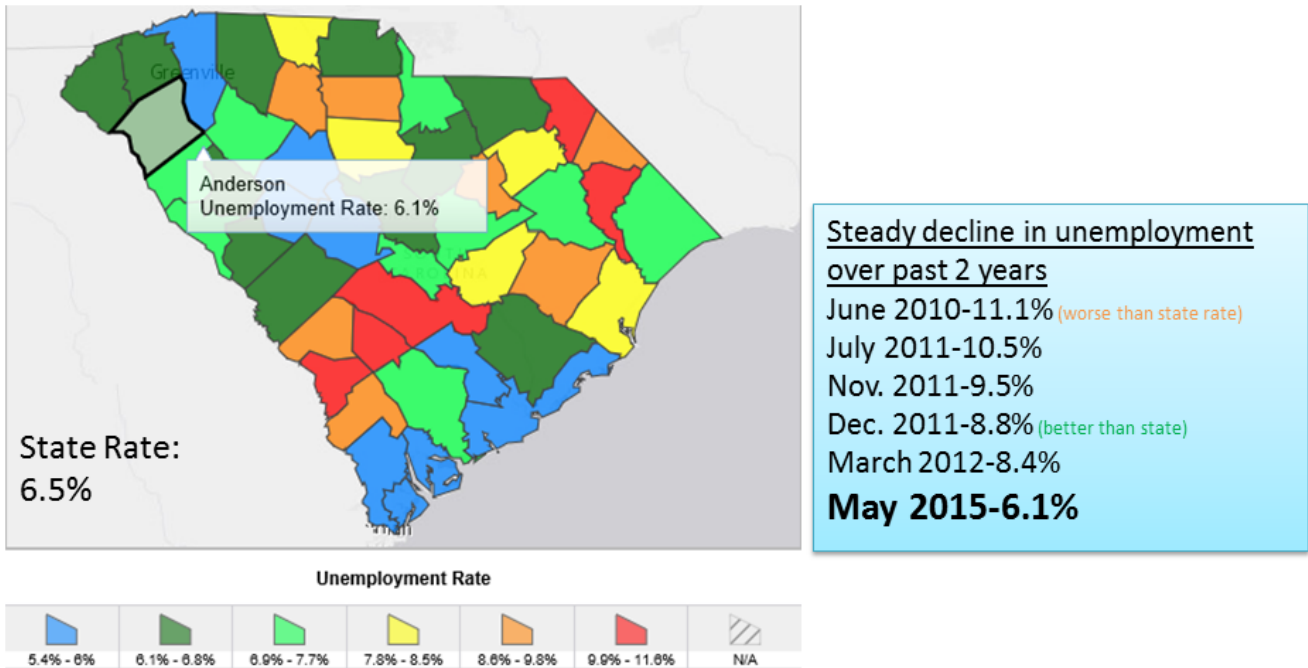 Greenville
Anderson
Unemployment Rate: 6.1%
State Rate:
6.5%
Steady decline in unemployment
over past 2 years
June 2010-11.1% (worse than state rate)
July 2011-10.5%
Nov. 2011-9.5%
Dec. 2011-8.8% (better than state)
March 2012-8.4%
May 2015-6.1%
Unemployment Rate
5.4% - 6%
6.1% - 6.8%
6.9% - 7.7%
7.8% - 8.5%
8.6% - 9.8%
9.9% - 11.6%
N/A